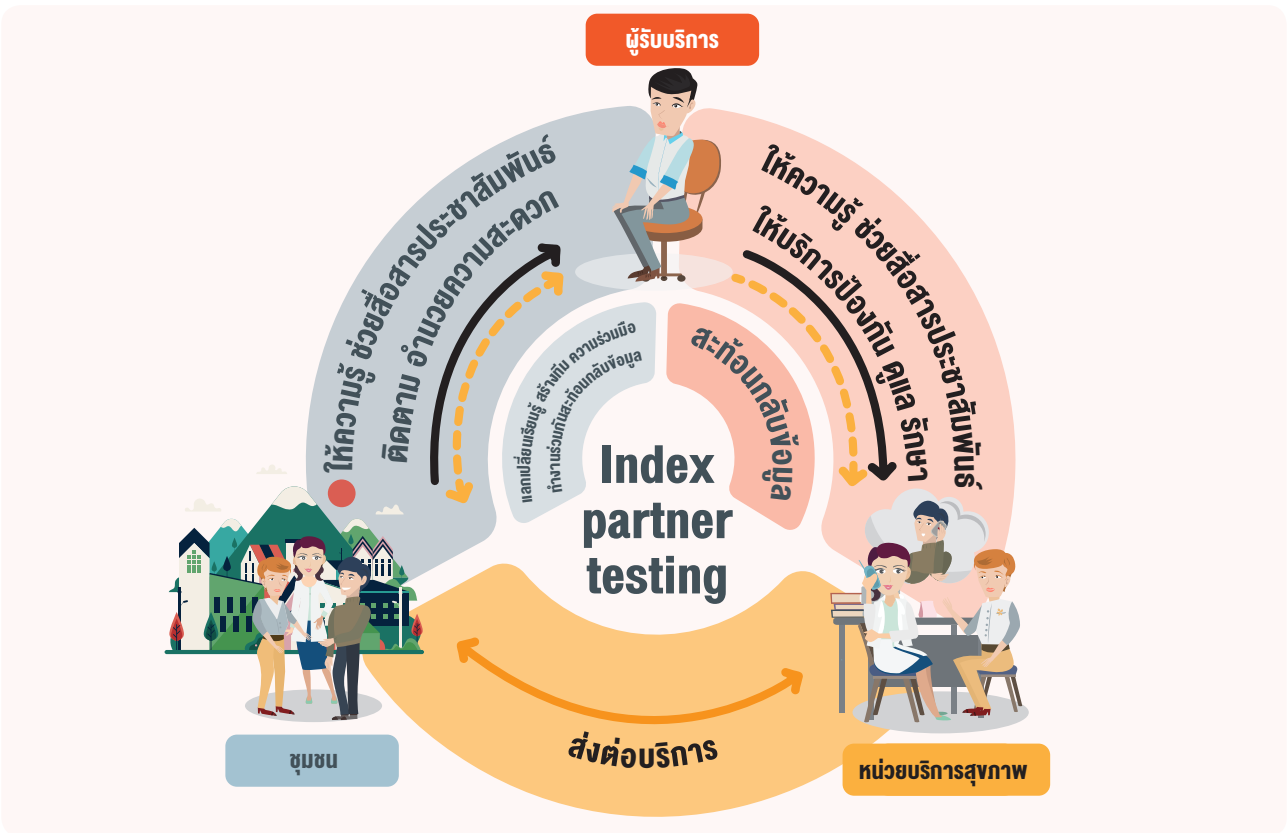 ผู้รับบริการ
ให้ความรู้ ช่วยสื่อสารประชาสัมพันธ์
ติดตาม อำนวยความสะดวก
ให้ความรู้ ช่วยสื่อสารประชาสัมพันธ์
ให้บริการป้องกัน ดูแล รักษา
แลกเปลี่ยนเรียนรู้ สร้างทีม ความร่วมมือ
ทำงานร่วมกันสะท้อนกลับข้อมูล
สะท้อนกลับข้อมูล
Index
partner
testing
ส่งต่อบริการ
ชุมชน
หน่วยบริการสุขภาพ